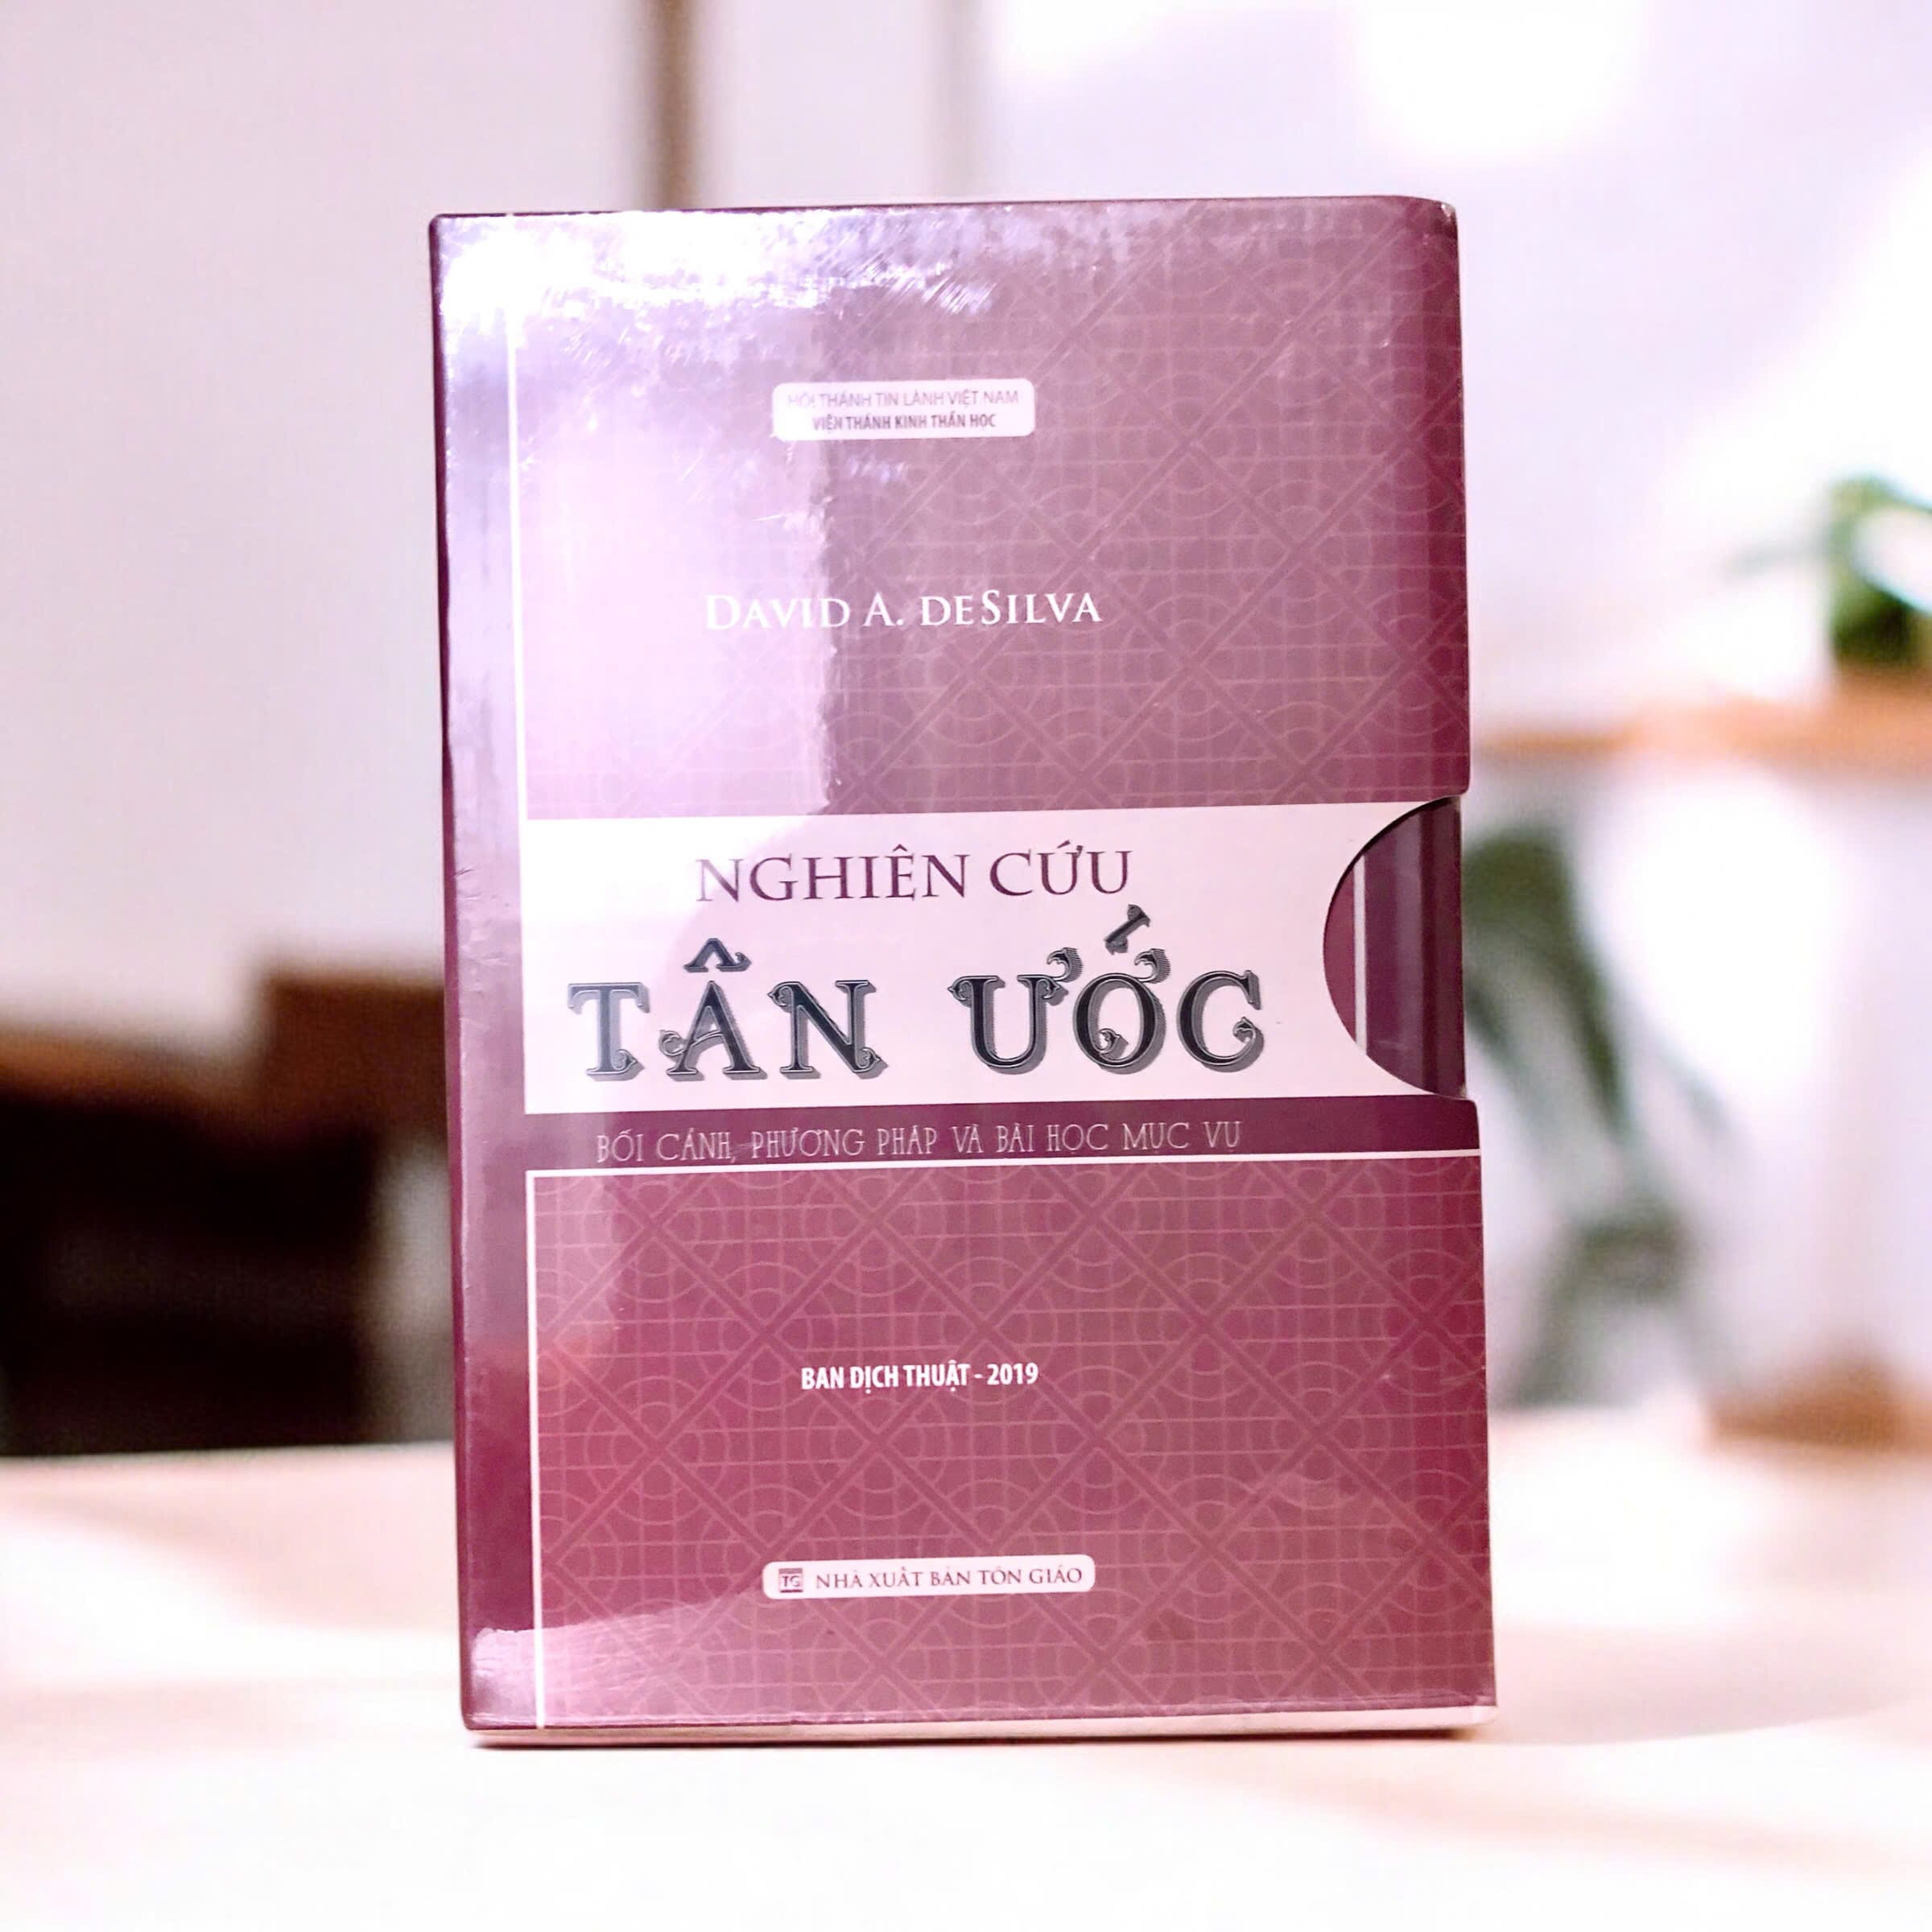 HỘI THÁNH TIN LÀNH VIỆT NAM
VIỆN THÁNH KINH THẦN HỌC
DAVID A. DESILVA
NGHIÊN CỨU
TÂN ƯỚC
BỐI CẢNH, PHƯƠNG PHÁP VÀ BÀI HỌC MỤC VỤ
BAN DỊCH THUẬT - 2019
TG NHÀ XUẤT BẢN TÔN GIÁO